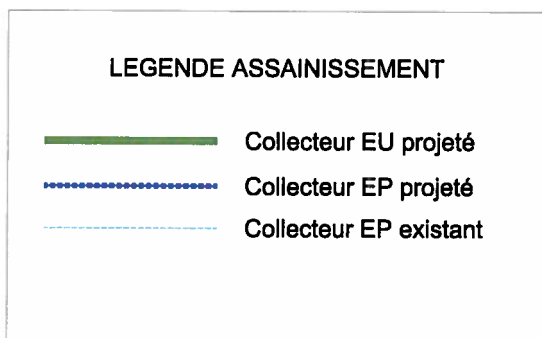 LEGENDE ASSAINISSEMENT
Collecteur EU projeté
Collecteur EP projeté
Collecteur EP existant